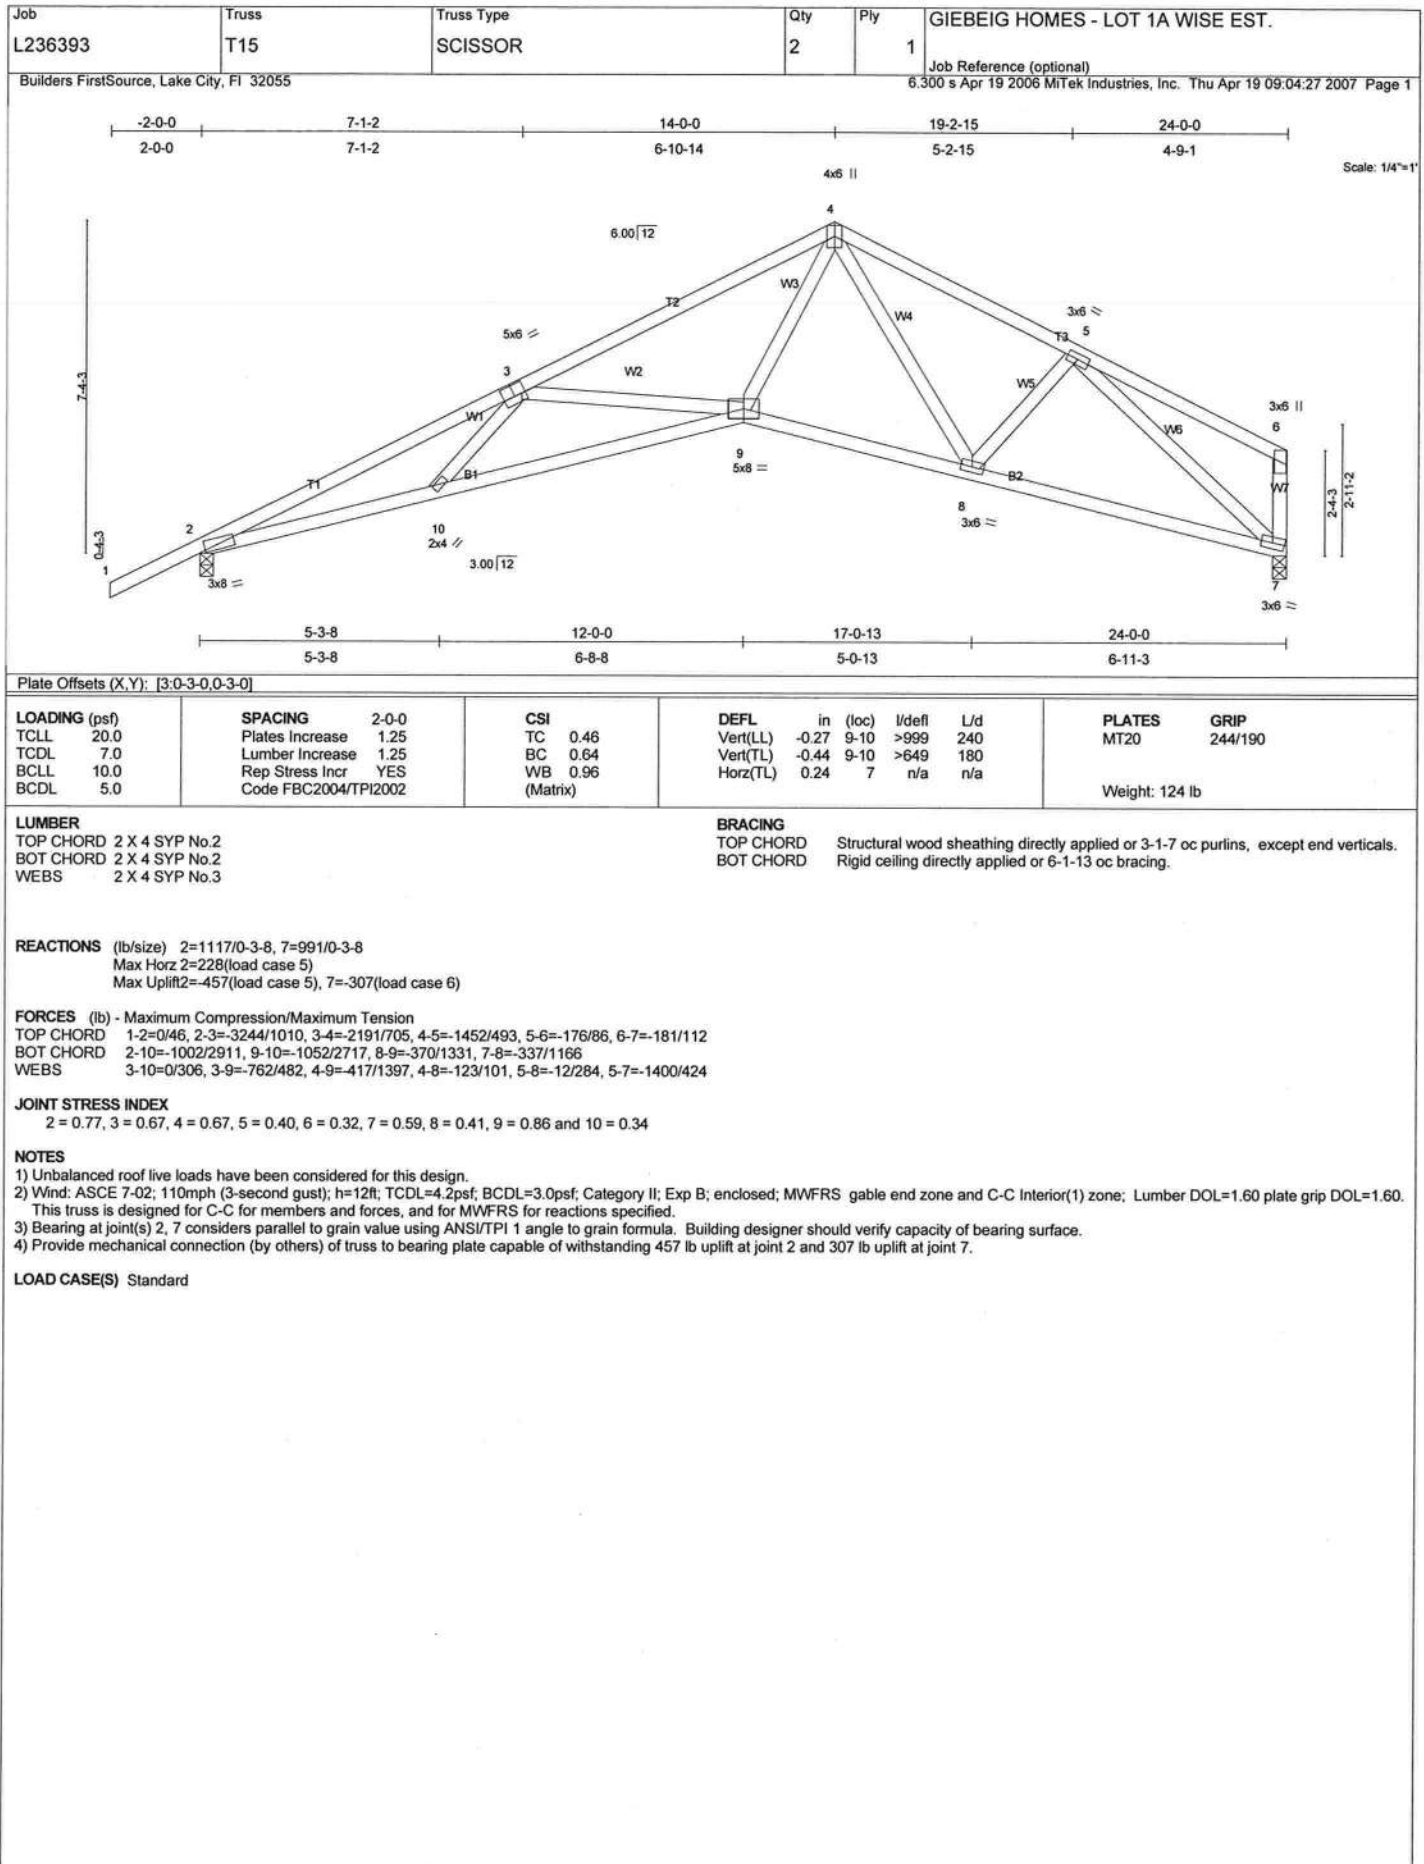 Job Truss Truss Type Qty Ply GIEBEIG HOMES - LOT 1A WISE EST.
L236393 T15 SCISSOR 2 1
Job Reference (optional)
Builders FirstSource, Lake City, Fl 32055 6.300 s Apr 19 2006 MiTek Industries, Inc. Thu Apr 19 09:04:27 2007 Page 1
-2-0-0 7-1-2 14-0-0 19-2-15 24-0-0
2-0-0 7-1-2 6-10-14 5-2-15 4-9-1
Scale: 1/4"=1'
4x6 ||
4
6.00 12
W3
T2
W4
3x6 =
5
T3
5x6 =
3
W2
W5
7-4-3
W1
W6
3x6 ||
6
9
5x8 =
T1
B1
B2
W7
2-4-3
2-11-2
2
10
2x4 //
8
3x6 =
0-4-3
1
3.00 12
3x8 =
7
3x6 =
5-3-8 12-0-0 17-0-13 24-0-0
5-3-8 6-8-8 5-0-13 6-11-3
Plate Offsets (X,Y): [3:0-3-0,0-3-0]
LOADING (psf) SPACING 2-0-0 CSI DEFL in (loc) l/defl L/d PLATES GRIP
TCLL 20.0 Plates Increase 1.25 TC 0.46 Vert(LL) -0.27 9-10 >999 240 MT20 244/190
TCDL 7.0 Lumber Increase 1.25 BC 0.64 Vert(TL) -0.44 9-10 >649 180
BCLL 10.0 Rep Stress Incr YES WB 0.96 Horz(TL) 0.24 7 n/a n/a
BCDL 5.0 Code FBC2004/TPI2002 (Matrix) Weight: 124 lb
LUMBER BRACING
TOP CHORD 2 X 4 SYP No.2 TOP CHORD Structural wood sheathing directly applied or 3-1-7 oc purlins, except end verticals.
BOT CHORD 2 X 4 SYP No.2 BOT CHORD Rigid ceiling directly applied or 6-1-13 oc bracing.
WEBS 2 X 4 SYP No.3
REACTIONS (lb/size) 2=1117/0-3-8, 7=991/0-3-8
Max Horz 2=228(load case 5)
Max Uplift2=-457(load case 5), 7=-307(load case 6)
FORCES (lb) - Maximum Compression/Maximum Tension
TOP CHORD 1-2=0/46, 2-3=-3244/1010, 3-4=-2191/705, 4-5=-1452/493, 5-6=-176/86, 6-7=-181/112
BOT CHORD 2-10=-1002/2911, 9-10=-1052/2717, 8-9=-370/1331, 7-8=-337/1166
WEBS 3-10=0/306, 3-9=-762/482, 4-9=-417/1397, 4-8=-123/101, 5-8=-12/284, 5-7=-1400/424
JOINT STRESS INDEX
2 = 0.77, 3 = 0.67, 4 = 0.67, 5 = 0.40, 6 = 0.32, 7 = 0.59, 8 = 0.41, 9 = 0.86 and 10 = 0.34
NOTES
1) Unbalanced roof live loads have been considered for this design.
2) Wind: ASCE 7-02; 110mph (3-second gust); h=12ft; TCDL=4.2psf; BCDL=3.0psf; Category II; Exp B; enclosed; MWFRS gable end zone and C-C Interior(1) zone; Lumber DOL=1.60 plate grip DOL=1.60.
This truss is designed for C-C for members and forces, and for MWFRS for reactions specified.
3) Bearing at joint(s) 2, 7 considers parallel to grain value using ANSI/TPI 1 angle to grain formula. Building designer should verify capacity of bearing surface.
4) Provide mechanical connection (by others) of truss to bearing plate capable of withstanding 457 lb uplift at joint 2 and 307 lb uplift at joint 7.
LOAD CASE(S) Standard